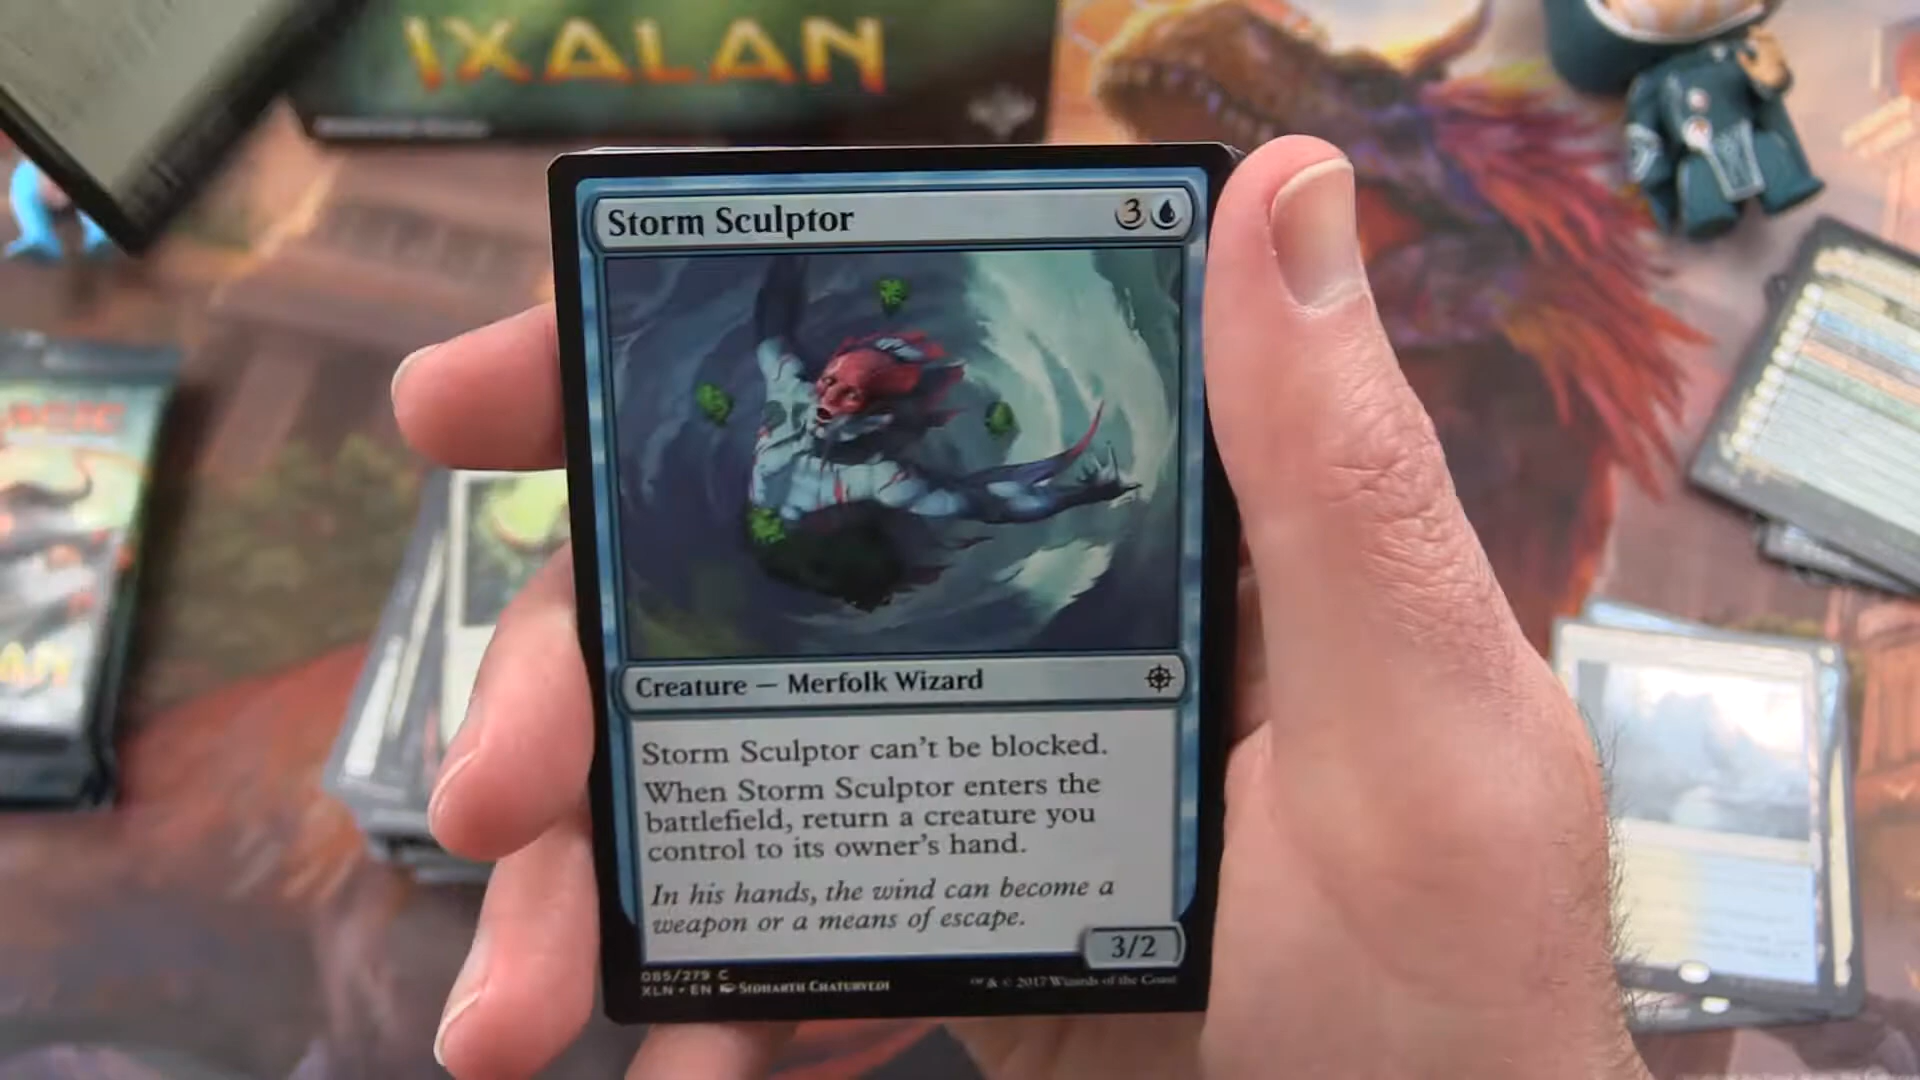 IXALAN
Storm Sculptor 3
Creature — Merfolk Wizard
Storm Sculptor can't be blocked.
When Storm Sculptor enters the
battlefield, return a creature you
control to its owner's hand.
In his hands, the wind can become a
weapon or a means of escape.
3/2
085/279 C
XLN • EN Sidharth Chaturvedi
™ & © 2017 Wizards of the Coast